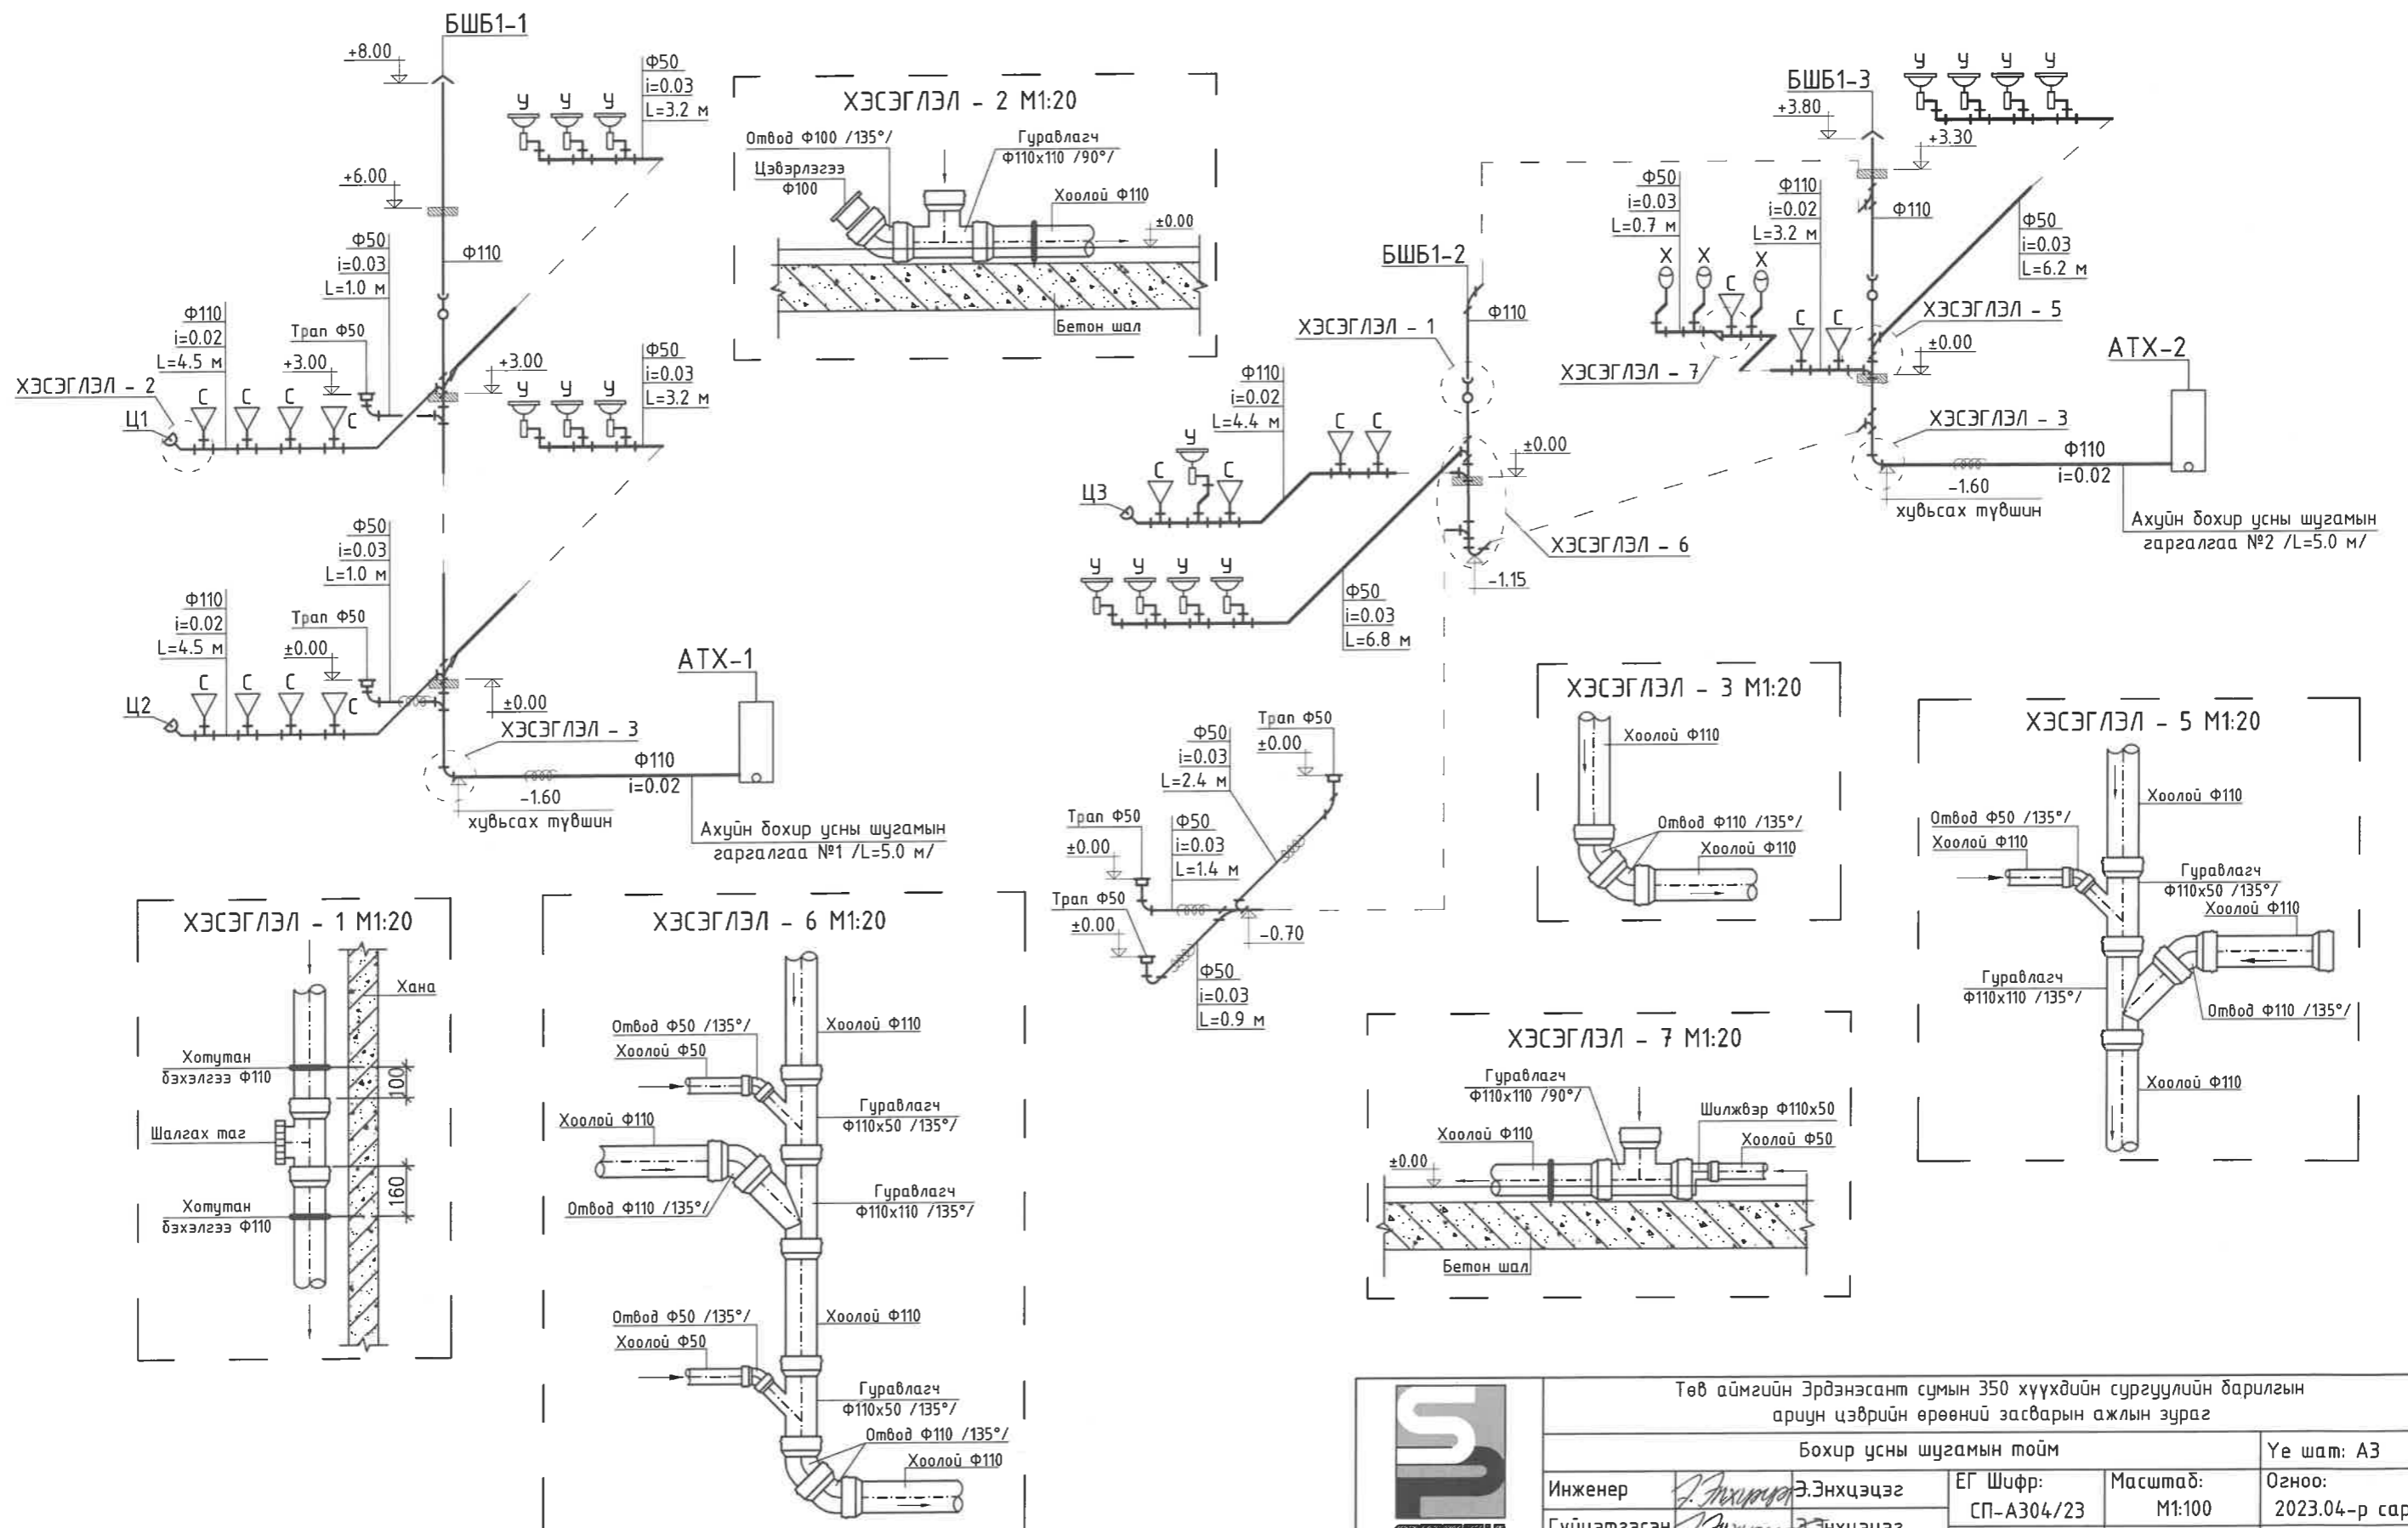 БШБ1-1
+8.00
+6.00
Ф50
i=0.03
L=3.2 м
У У У
Ф50
i=0.03
L=1.0 м
Ф110
Ф110
i=0.02
L=4.5 м
Трап Ф50
+3.00
+3.00
ХЭСЭГЛЭЛ - 2
Ц1
С С С С
Ф50
i=0.03
L=3.2 м
У У У
Ф50
i=0.03
L=1.0 м
Ф110
i=0.02
L=4.5 м
Трап Ф50
±0.00
Ц2
С С С С
±0.00
ХЭСЭГЛЭЛ - 3
АТХ-1
Ф110
i=0.02
-1.60
хувьсах түвшин
Ахуйн бохир усны шугамын
гаргалгаа №1 /L=5.0 м/
ХЭСЭГЛЭЛ - 2 М1:20
Отвод Ф100 /135°/
Гуравлагч
Ф110х110 /90°/
Цэвэрлэгээ
Ф100
Хоолой Ф110
±0.00
Бетон шал
БШБ1-2
Ф110
ХЭСЭГЛЭЛ - 1
Ф110
i=0.02
L=4.4 м
С С
У
С С
Ц3
±0.00
ХЭСЭГЛЭЛ - 6
-1.15
У У У У
Ф50
i=0.03
L=6.8 м
БШБ1-3
+3.80
У У У У
+3.30
Ф50
i=0.03
L=0.7 м
Ф110
i=0.02
L=3.2 м
Ф110
Ф50
i=0.03
L=6.2 м
Х Х Х
С
С С
ХЭСЭГЛЭЛ - 5
ХЭСЭГЛЭЛ - 7
±0.00
АТХ-2
ХЭСЭГЛЭЛ - 3
Ф110
i=0.02
-1.60
хувьсах түвшин
Ахуйн бохир усны шугамын
гаргалгаа №2 /L=5.0 м/
Ф50
i=0.03
L=2.4 м
Трап Ф50
±0.00
Трап Ф50
±0.00
Ф50
i=0.03
L=1.4 м
Трап Ф50
±0.00
-0.70
Ф50
i=0.03
L=0.9 м
ХЭСЭГЛЭЛ - 3 М1:20
Хоолой Ф110
Отвод Ф110 /135°/
Хоолой Ф110
ХЭСЭГЛЭЛ - 5 М1:20
Хоолой Ф110
Отвод Ф50 /135°/
Хоолой Ф110
Гуравлагч
Ф110х50 /135°/
Хоолой Ф110
Гуравлагч
Ф110х110 /135°/
Отвод Ф110 /135°/
Хоолой Ф110
ХЭСЭГЛЭЛ - 1 М1:20
Хана
Хотутан
бэхэлгээ Ф110
100
Шалгах таг
160
Хотутан
бэхэлгээ Ф110
ХЭСЭГЛЭЛ - 6 М1:20
Отвод Ф50 /135°/
Хоолой Ф50
Хоолой Ф110
Гуравлагч
Ф110х50 /135°/
Хоолой Ф110
Гуравлагч
Ф110х110 /135°/
Отвод Ф110 /135°/
Отвод Ф50 /135°/
Хоолой Ф50
Хоолой Ф110
Гуравлагч
Ф110х50 /135°/
Отвод Ф110 /135°/
Хоолой Ф110
ХЭСЭГЛЭЛ - 7 М1:20
Гуравлагч
Ф110х110 /90°/
Шилжвэр Ф110х50
Хоолой Ф110
Хоолой Ф50
±0.00
Бетон шал
Төв аймгийн Эрдэнэсант сумын 350 хүүхдийн сургуулийн барилгын
ариун цэврийн өрөөний засварын ажлын зураг
Бохир усны шугамын тойм
Үе шат: А3
Инженер
Э.Энхцэцэг
ЕГ Шифр:
СП-А304/23
Масштаб:
М1:100
Огноо:
2023.04-р сар
Гүйцэтгэсэн
Э.Энхцэцэг